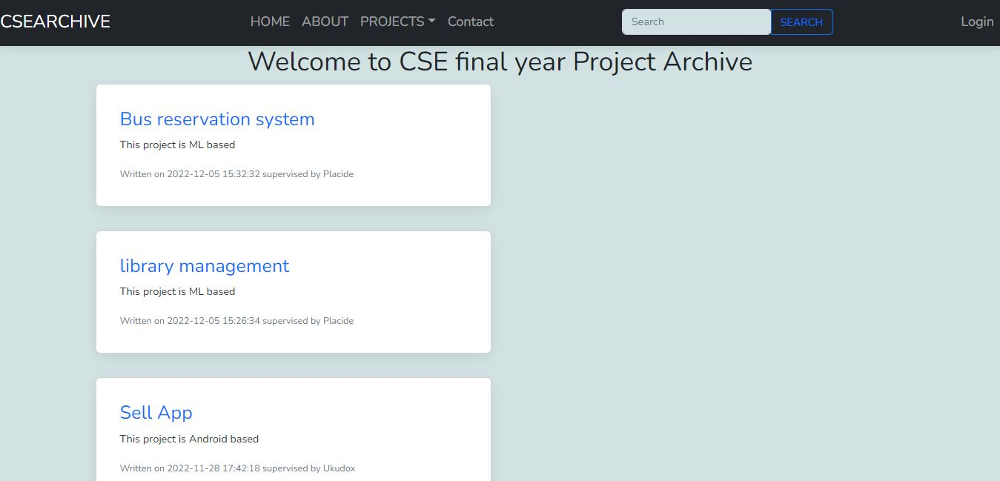 CSEARCHIVE HOME ABOUT PROJECTS Contact Search SEARCH Login
Welcome to CSE final year Project Archive
Bus reservation system
This project is ML based
Written on 2022-12-05 15:32:32 supervised by Placide
library management
This project is ML based
Written on 2022-12-05 15:26:34 supervised by Placide
Sell App
This project is Android based
Written on 2022-11-28 17:42:18 supervised by Ukudox